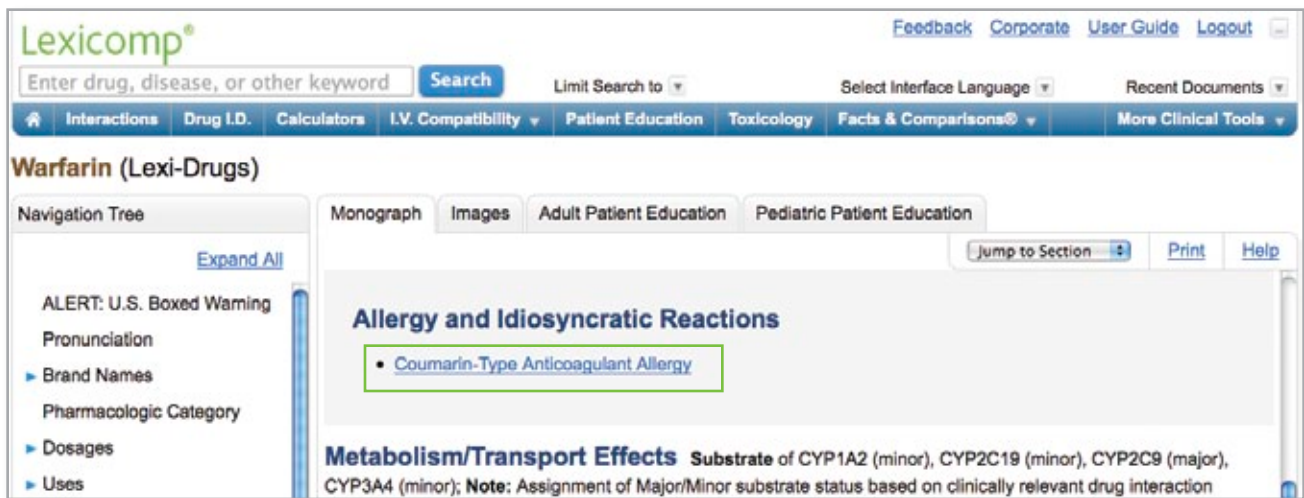 Lexicomp®
Feedback Corporate User Guide Logout
Enter drug, disease, or other keyword Search Limit Search to Select Interface Language Recent Documents
Interactions Drug I.D. Calculators I.V. Compatibility Patient Education Toxicology Facts & Comparisons® More Clinical Tools
Warfarin (Lexi-Drugs)
Navigation Tree
Expand All
ALERT: U.S. Boxed Warning
Pronunciation
Brand Names
Pharmacologic Category
Dosages
Uses
Monograph Images Adult Patient Education Pediatric Patient Education
Jump to Section Print Help
Allergy and Idiosyncratic Reactions
• Coumarin-Type Anticoagulant Allergy
Metabolism/Transport Effects Substrate of CYP1A2 (minor), CYP2C19 (minor), CYP2C9 (major),
CYP3A4 (minor); Note: Assignment of Major/Minor substrate status based on clinically relevant drug interaction